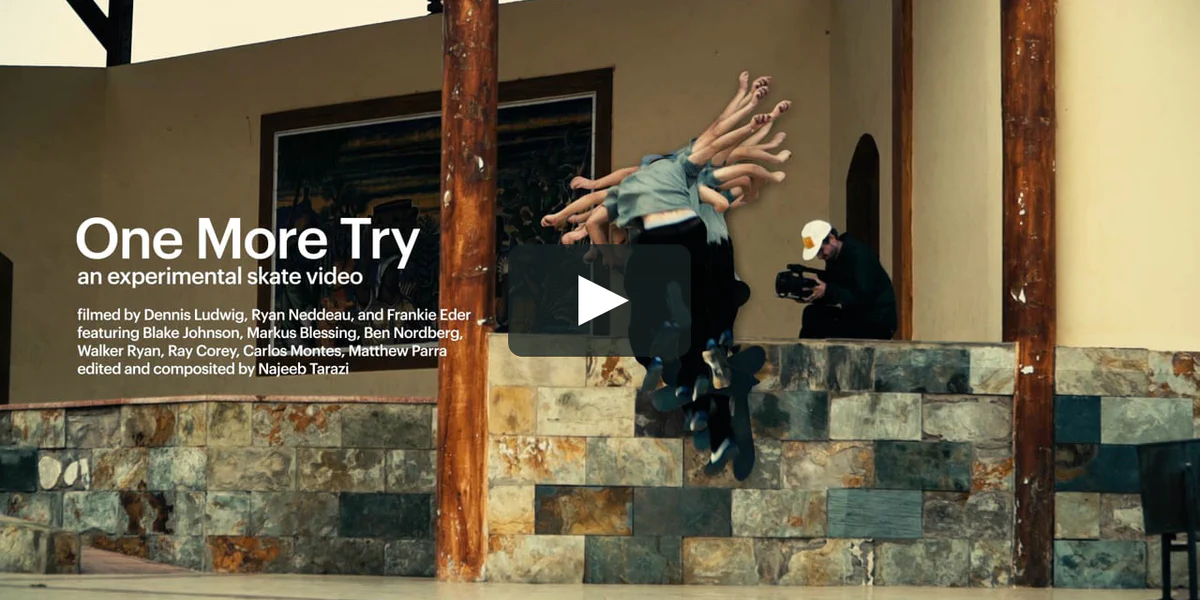 One More Try
an experimental skate video
filmed by Dennis Ludwig, Ryan Neddeau, and Frankie Eder
featuring Blake Johnson, Markus Blessing, Ben Nordberg,
Walker Ryan, Ray Corey, Carlos Montes, Matthew Parra
edited and composited by Najeeb Tarazi